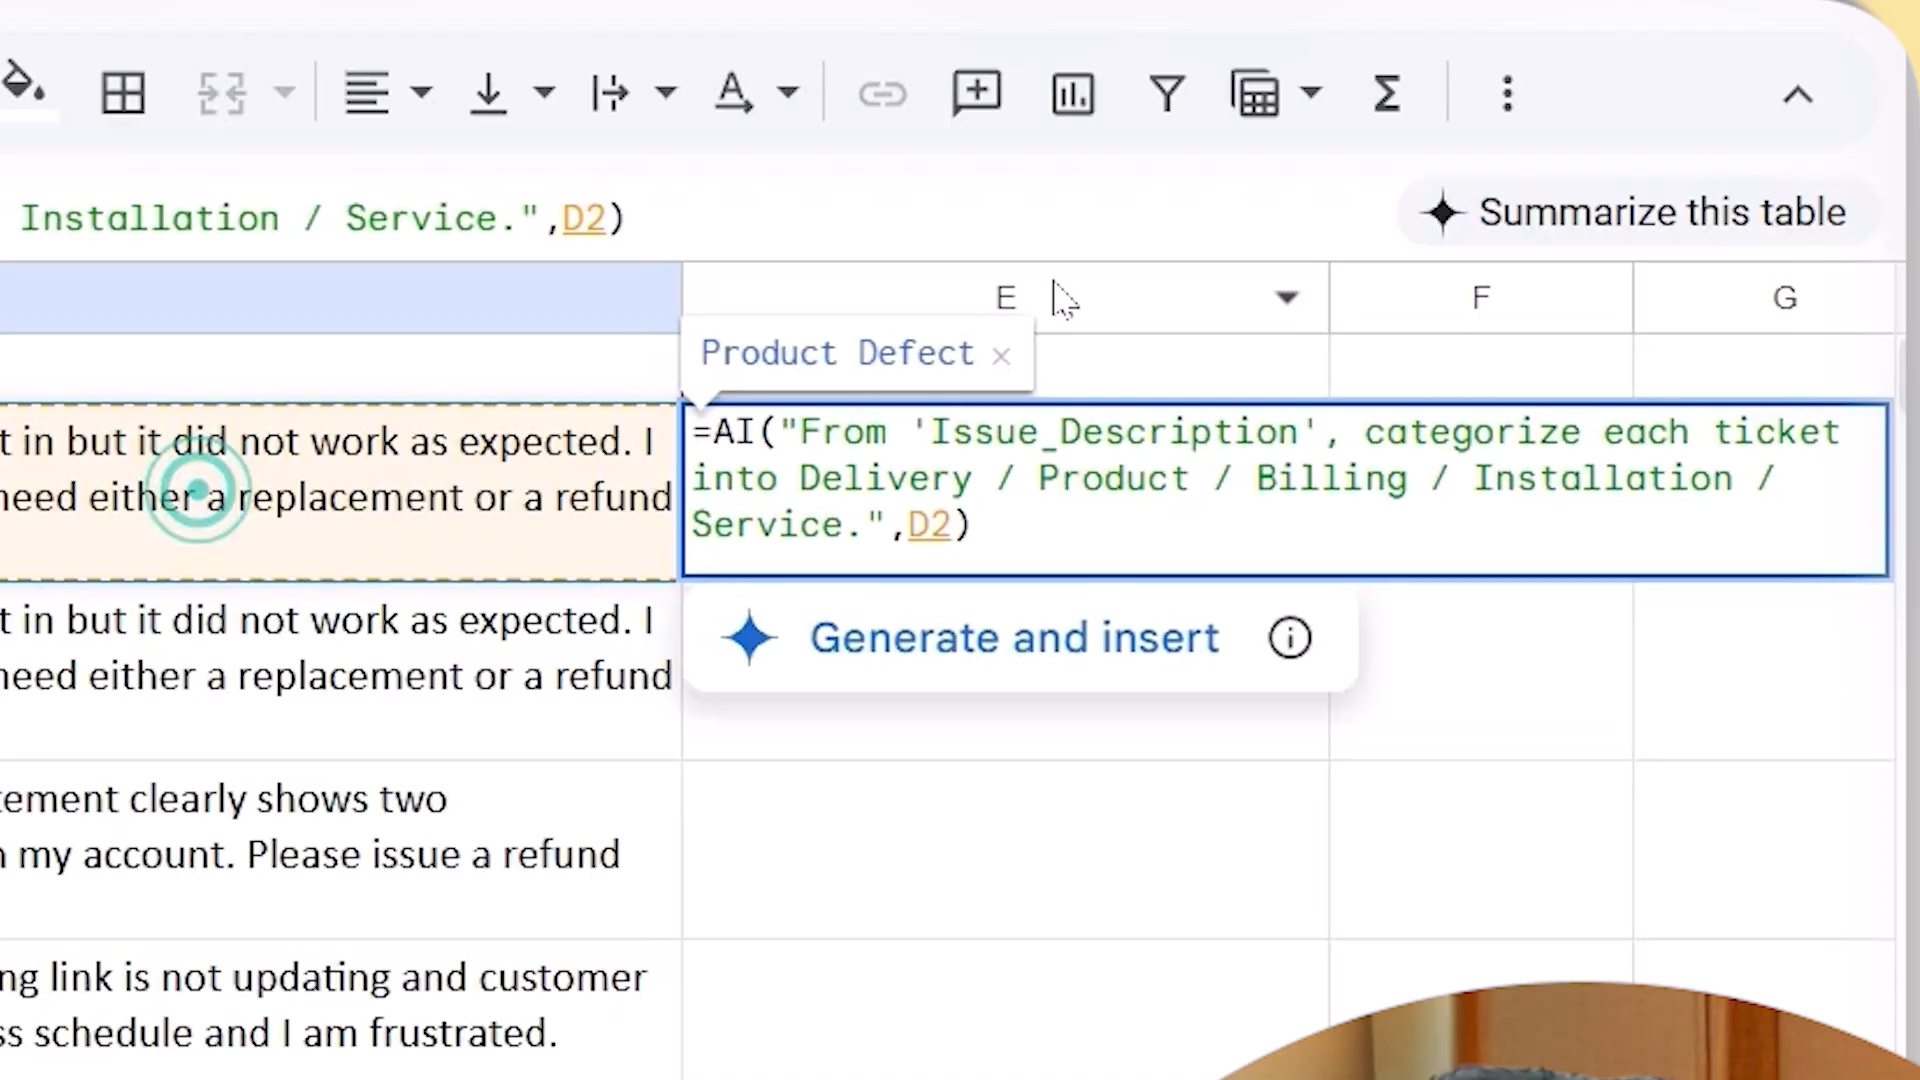 Installation / Service.",D2)
Summarize this table
E
F
G
Product Defect ×
t in but it did not work as expected. I
need either a replacement or a refund
=AI("From 'Issue_Description', categorize each ticket
into Delivery / Product / Billing / Installation /
Service.",D2)
Generate and insert
t in but it did not work as expected. I
need either a replacement or a refund
tement clearly shows two
n my account. Please issue a refund
ng link is not updating and customer
ss schedule and I am frustrated.